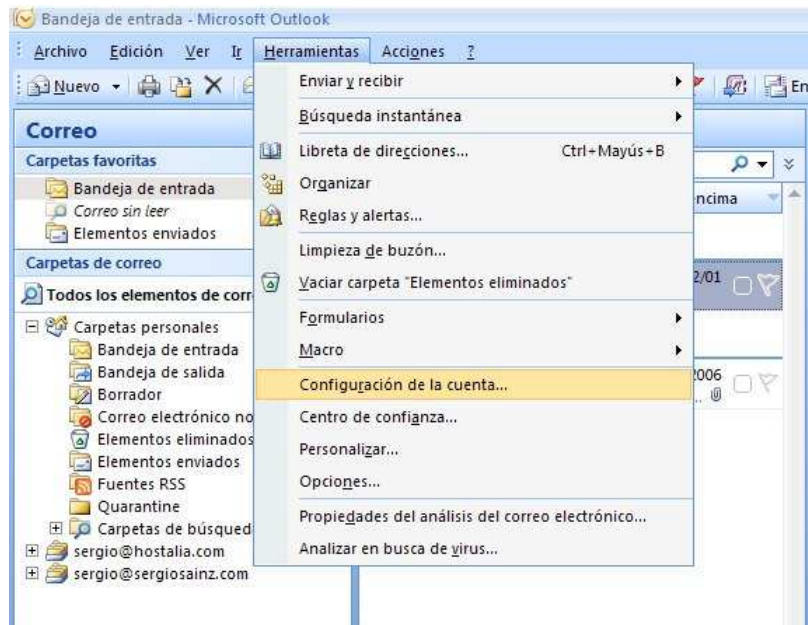 Bandeja de entrada - Microsoft Outlook
Archivo Edición Ver Ir Herramientas Acciones ?
Nuevo En
Correo
Carpetas favoritas
Bandeja de entrada
Correo sin leer
Elementos enviados
Carpetas de correo
Todos los elementos de corr
Carpetas personales
Bandeja de entrada
Bandeja de salida
Borrador
Correo electrónico no
Elementos eliminados
Elementos enviados
Fuentes RSS
Quarantine
Carpetas de búsqued
sergio@hostalia.com
sergio@sergiosainz.com
Enviar y recibir
Búsqueda instantánea
Libreta de direcciones... Ctrl+Mayús+B
Organizar
Reglas y alertas...
Limpieza de buzón...
Vaciar carpeta "Elementos eliminados"
Formularios
Macro
Configuración de la cuenta...
Centro de confianza...
Personalizar...
Opciones...
Propiedades del análisis del correo electrónico...
Analizar en busca de virus...
ncima
2/01
2006
..